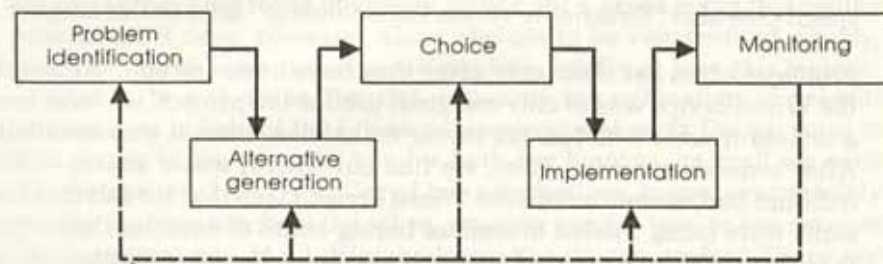 Problem
identification
Alternative
generation
Choice
Implementation
Monitoring